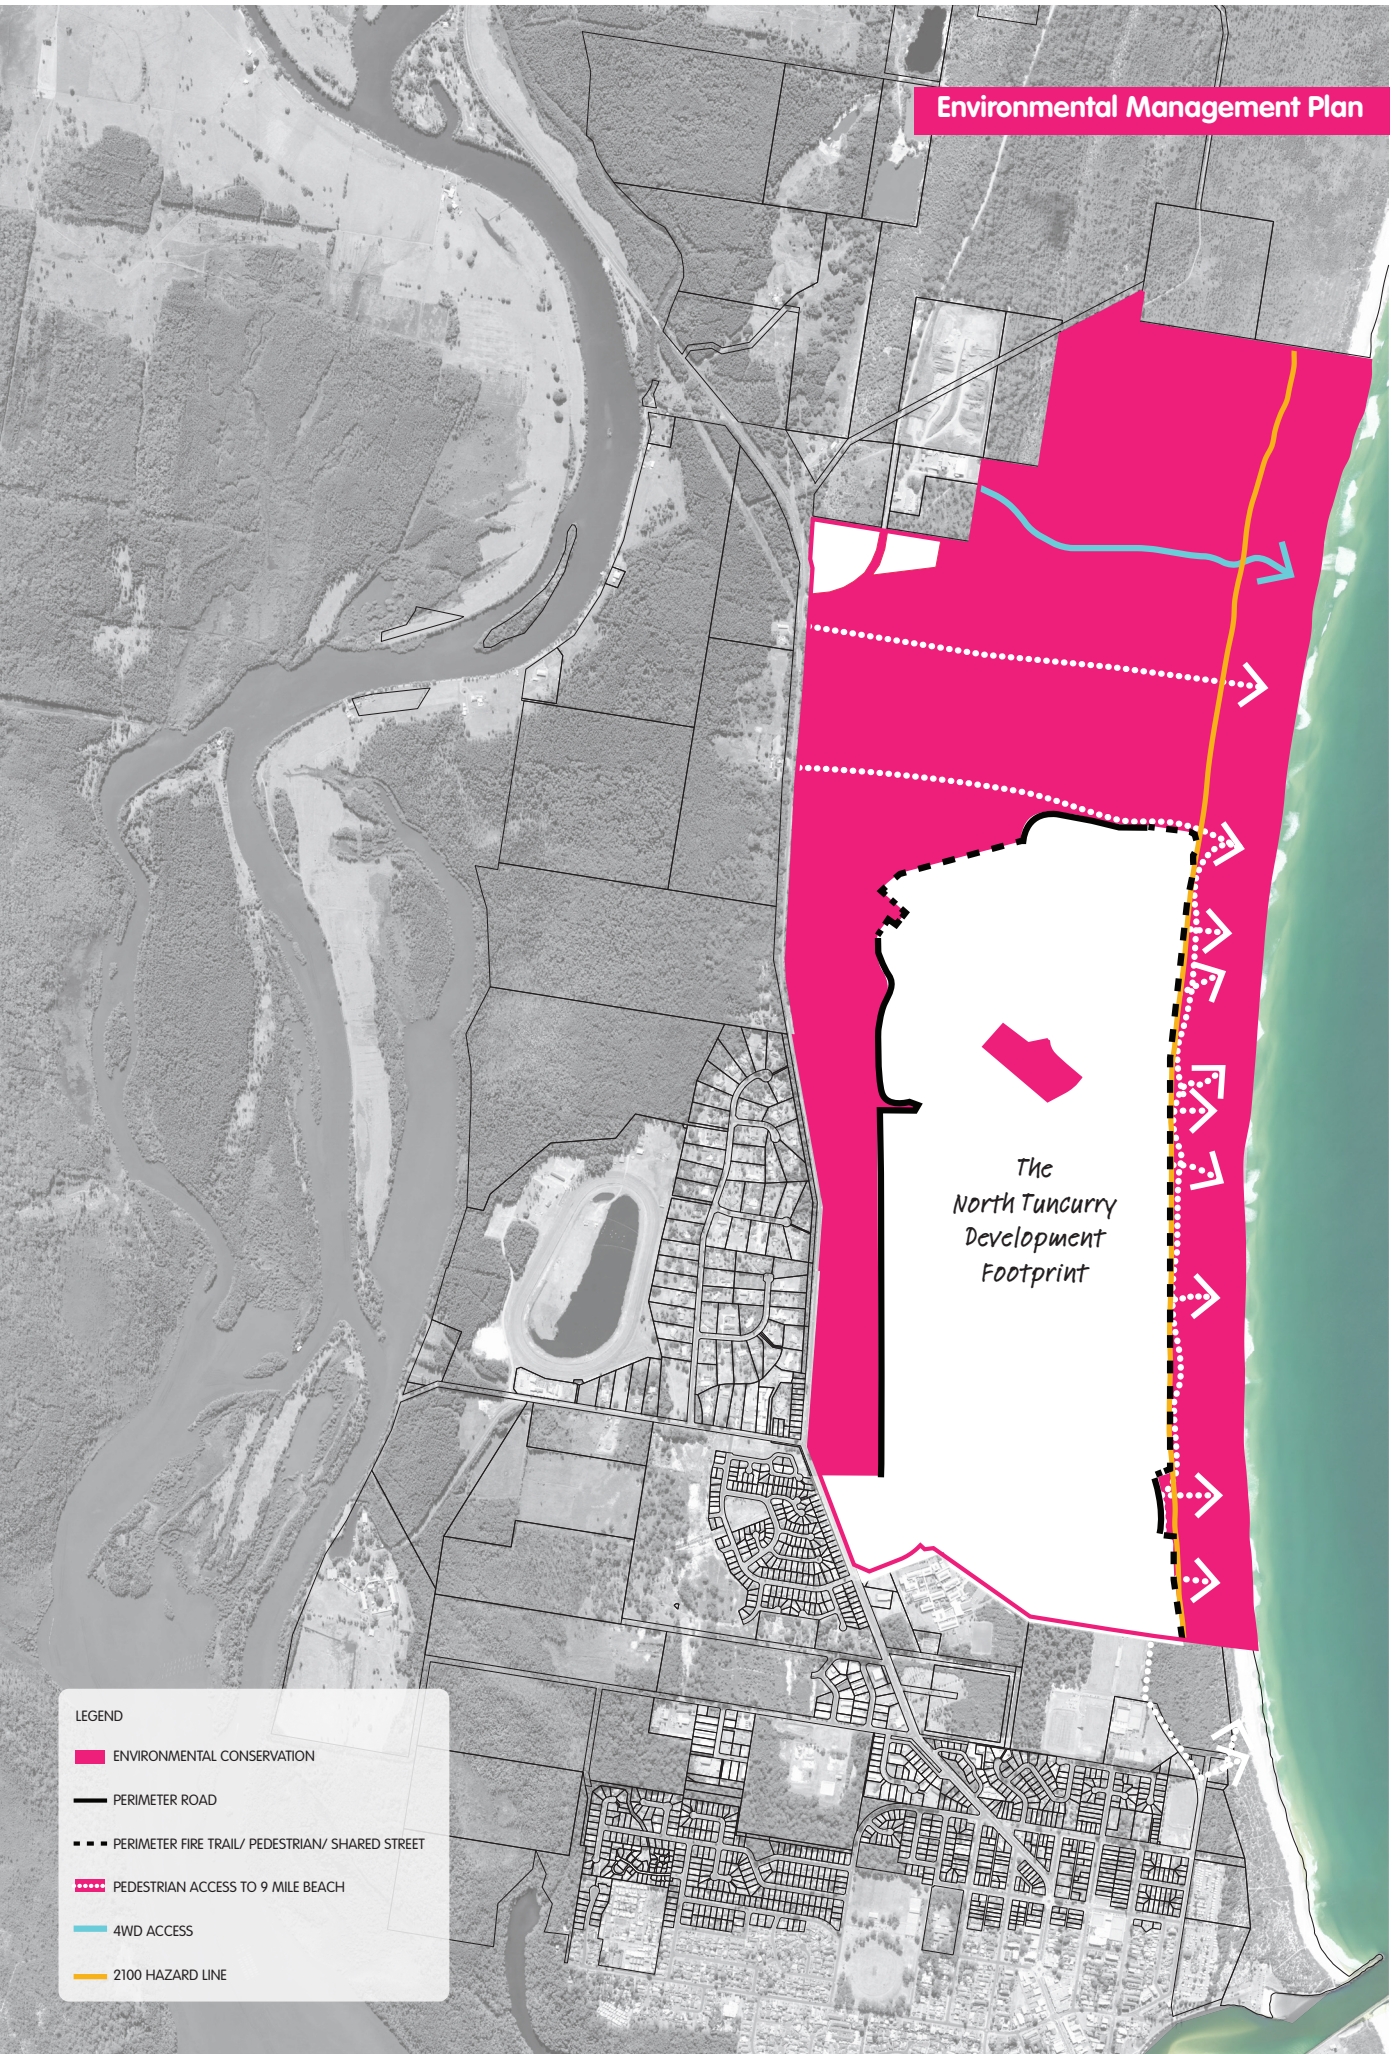 Environmental Management Plan
The
North Tuncurry
Development
Footprint
LEGEND
ENVIRONMENTAL CONSERVATION
PERIMETER ROAD
PERIMETER FIRE TRAIL/ PEDESTRIAN/ SHARED STREET
PEDESTRIAN ACCESS TO 9 MILE BEACH
4WD ACCESS
2100 HAZARD LINE